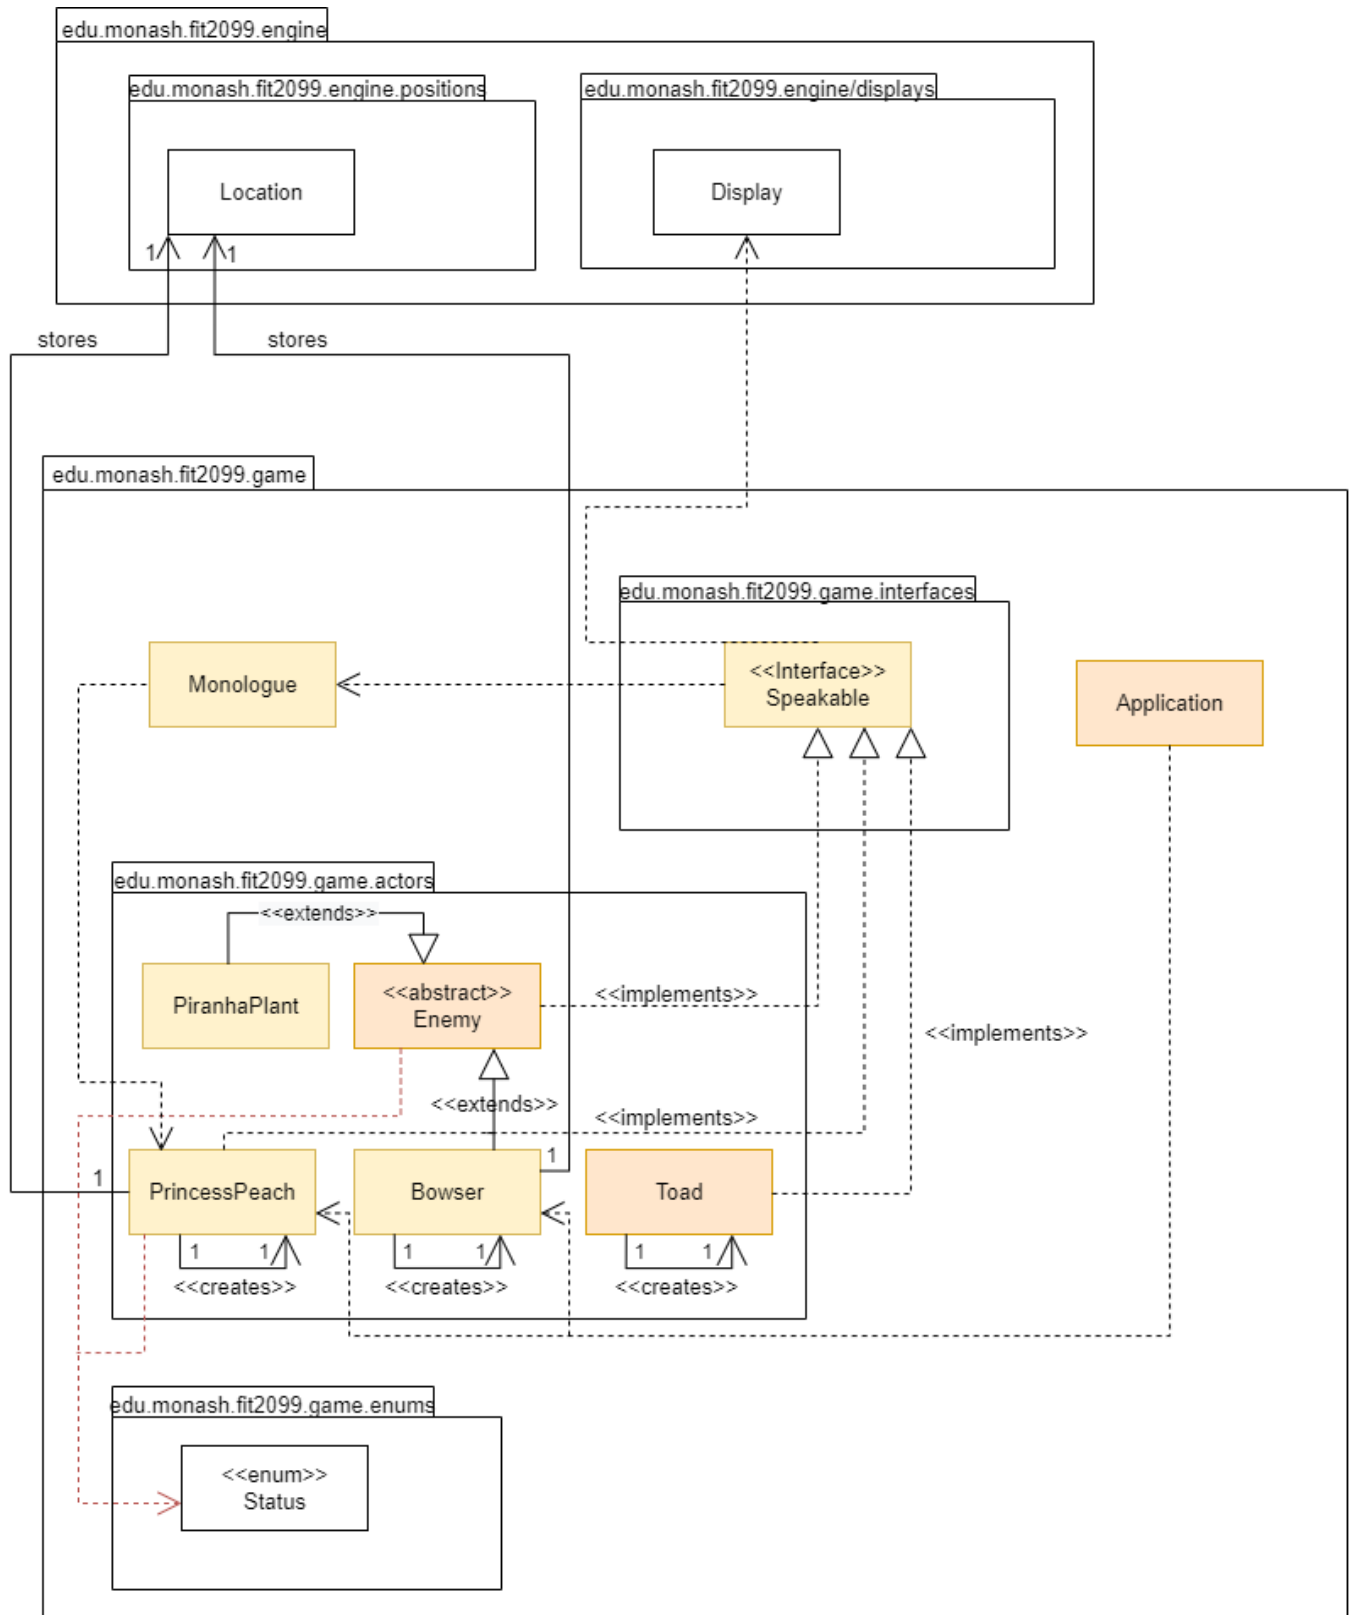 edu.monash.fit2099.engine
edu.monash.fit2099.engine.positions
edu.monash.fit2099.engine/displays
Location
Display
1
1
stores
stores
edu.monash.fit2099.game
edu.monash.fit2099.game.interfaces
Monologue
<<Interface>>
Speakable
Application
edu.monash.fit2099.game.actors
<<extends>>
PiranhaPlant
<<abstract>>
Enemy
<<implements>>
<<implements>>
<<extends>>
<<implements>>
1
1
PrincessPeach
Bowser
Toad
1
1
1
1
1
1
<<creates>>
<<creates>>
<<creates>>
edu.monash.fit2099.game.enums
<<enum>>
Status